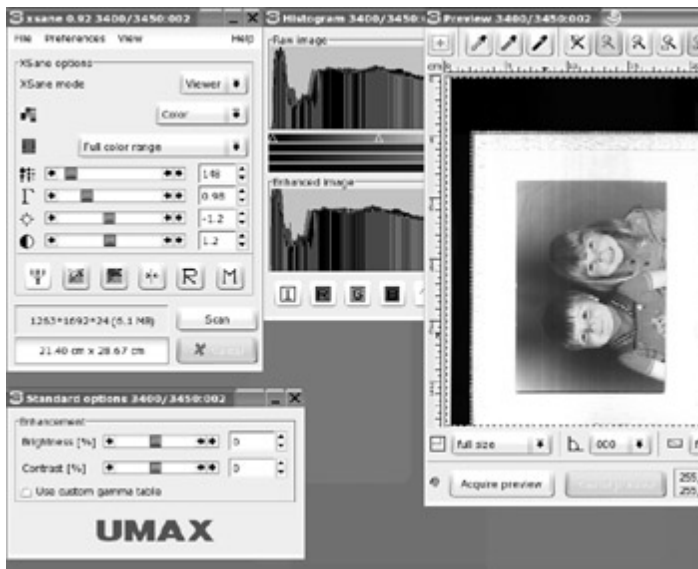 xsane 0.92 3400/3450:002
File Preferences View Help
XSane options
XSane mode Viewer
Color
Full color range
148
0.98
-1.2
1.2
R M
1263*1692*24 (6.1 MB) Scan
21.40 cm x 28.67 cm
Histogram 3400/3450:002
Raw image
Enhanced image
I R G B
Preview 3400/3450:002
cm
full size 000
Acquire preview
255,
255,
Standard options 3400/3450:002
Enhancement
Brightness [%] 0
Contrast [%] 0
Use custom gamma table
UMAX